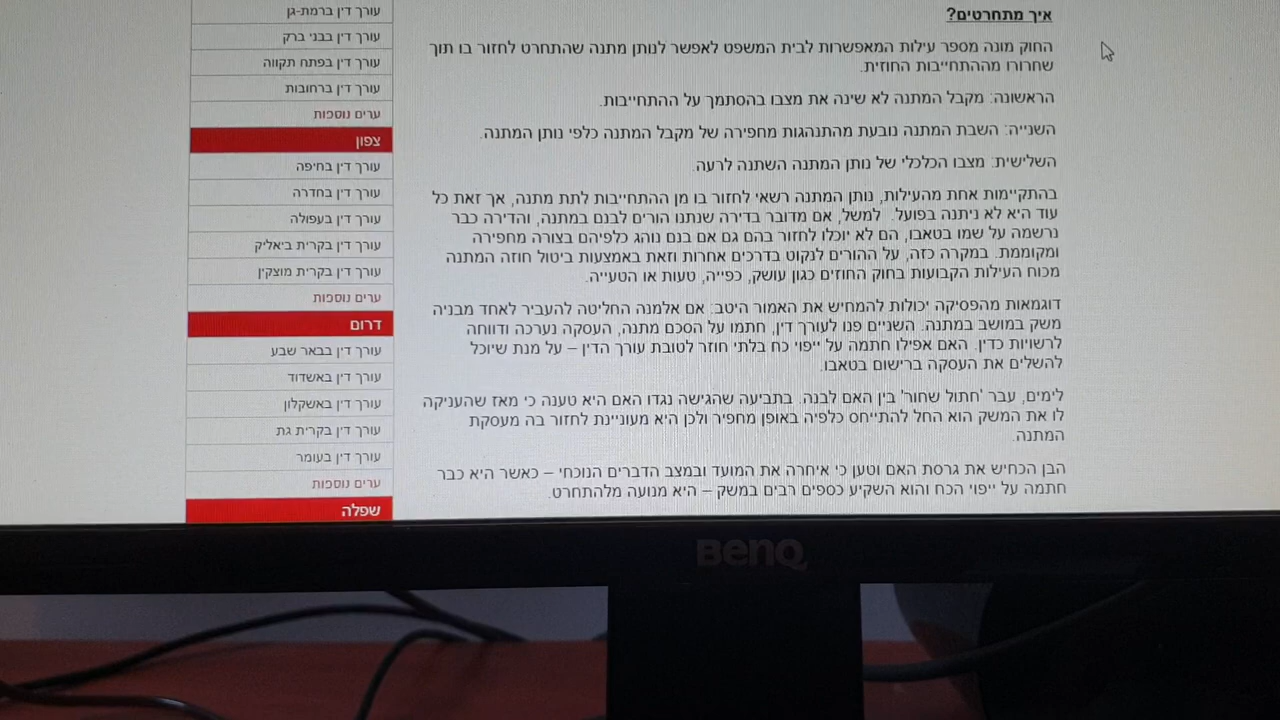 איך מתחרטים?
החוק מונה מספר עילות המאפשרות לבית המשפט לאפשר לנותן מתנה שהתחרט לחזור בו תוך
שחרורו מההתחייבות החוזית.
הראשונה: מקבל המתנה לא שינה את מצבו בהסתמך על ההתחייבות.
השנייה: השבת המתנה נובעת מהתנהגות מחפירה של מקבל המתנה כלפי נותן המתנה.
השלישית: מצבו הכלכלי של נותן המתנה השתנה לרעה.
בהתקיימות אחת מהעילות, נותן המתנה רשאי לחזור בו מן ההתחייבות לתת מתנה, אך זאת כל
עוד היא לא ניתנה בפועל. למשל, אם מדובר בדירה שנתנו הורים לבנם במתנה, והדירה כבר
נרשמה על שמו בטאבו, הם לא יוכלו לחזור בהם גם אם בנם נוהג כלפיהם בצורה מחפירה
ומקוממת. במקרה כזה, על ההורים לנקוט בדרכים אחרות וזאת באמצעות ביטול חוזה המתנה
מכוח העילות הקבועות בחוק החוזים כגון עושק, כפייה, טעות או הטעייה.
דוגמאות מהפסיקה יכולות להמחיש את האמור היטב: אם אלמנה החליטה להעביר לאחד מבניה
משק במושב במתנה. השניים פנו לעורך דין, חתמו על הסכם מתנה, העסקה נערכה ודווחה
לרשויות כדין. האם אפילו חתמה על ייפוי כח בלתי חוזר לטובת עורך הדין – על מנת שיוכל
להשלים את העסקה ברישום בטאבו.
לימים, עבר 'חתול שחור' בין האם לבנה. בתביעה שהגישה נגדו האם היא טענה כי מאז שהעניקה
לו את המשק הוא החל להתייחס כלפיה באופן מחפיר ולכן היא מעוניינת לחזור בה מעסקת
המתנה.
הבן הכחיש את גרסת האם וטען כי איחרה את המועד ובמצב הדברים הנוכחי – כאשר היא כבר
חתמה על ייפוי הכח והוא השקיע כספים רבים במשק – היא מנועה מלהתחרט.
עורך דין ברמת-גן
עורך דין בבני ברק
עורך דין בפתח תקווה
עורך דין ברחובות
ערים נוספות
צפון
עורך דין בחיפה
עורך דין בחדרה
עורך דין בעפולה
עורך דין בקרית ביאליק
עורך דין בקרית מוצקין
ערים נוספות
דרום
עורך דין בבאר שבע
עורך דין באשדוד
עורך דין באשקלון
עורך דין בקרית גת
עורך דין בעומר
ערים נוספות
שפלה
BenQ